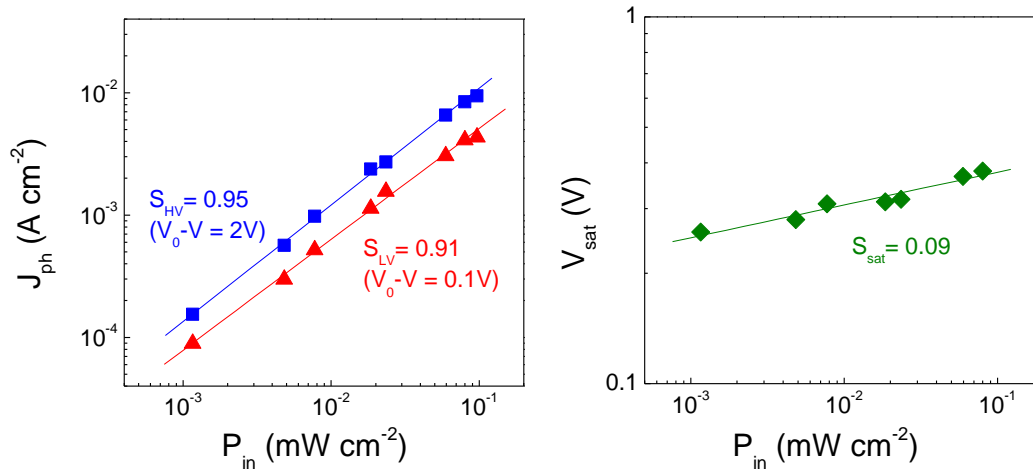 10⁻²
10⁻³
10⁻⁴
J_ph (A cm⁻²)
S_HV= 0.95
(V₀-V = 2V)
S_LV= 0.91
(V₀-V = 0.1V)
10⁻³ 10⁻² 10⁻¹
P_in (mW cm⁻²)
1
0.1
V_sat (V)
S_sat= 0.09
10⁻³ 10⁻² 10⁻¹
P_in (mW cm⁻²)